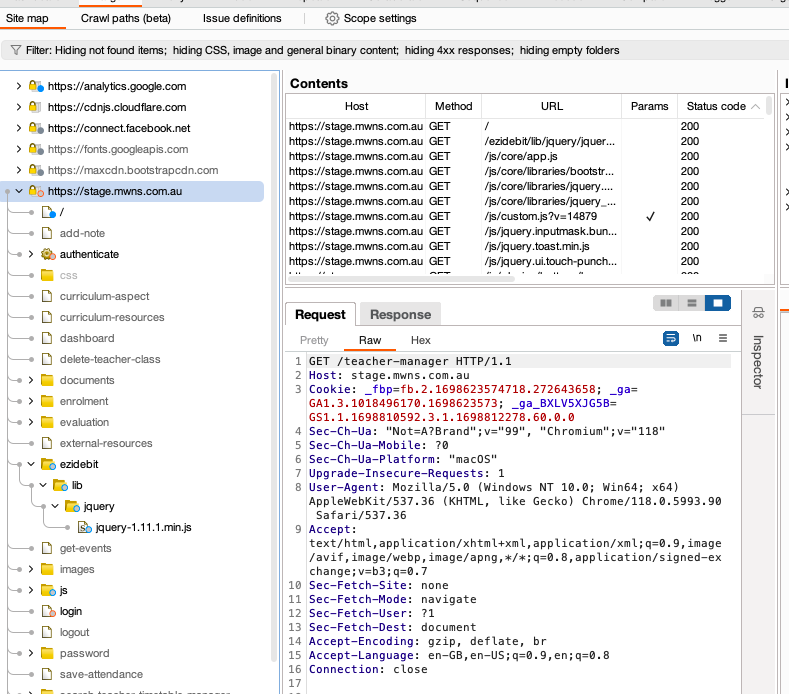 Site map
Crawl paths (beta)
Issue definitions
Scope settings
Filter: Hiding not found items; hiding CSS, image and general binary content; hiding 4xx responses; hiding empty folders
https://analytics.google.com
https://cdnjs.cloudflare.com
https://connect.facebook.net
https://fonts.googleapis.com
https://maxcdn.bootstrapcdn.com
https://stage.mwns.com.au
/
add-note
authenticate
css
curriculum-aspect
curriculum-resources
dashboard
delete-teacher-class
documents
enrolment
evaluation
external-resources
ezidebit
lib
jquery
jquery-1.11.1.min.js
get-events
images
js
login
logout
password
save-attendance
search-teacher-timetable-manager
Contents
Host Method URL Params Status code
https://stage.mwns.com.au GET / 200
https://stage.mwns.com.au GET /ezidebit/lib/jquery/jquer... 200
https://stage.mwns.com.au GET /js/core/app.js 200
https://stage.mwns.com.au GET /js/core/libraries/bootstr... 200
https://stage.mwns.com.au GET /js/core/libraries/jquery.... 200
https://stage.mwns.com.au GET /js/core/libraries/jquery_... 200
https://stage.mwns.com.au GET /js/custom.js?v=14879 ✓ 200
https://stage.mwns.com.au GET /js/jquery.inputmask.bun... 200
https://stage.mwns.com.au GET /js/jquery.toast.min.js 200
https://stage.mwns.com.au GET /js/jquery.ui.touch-punch... 200
Request
Response
Pretty
Raw
Hex
\n
Inspector
1 GET /teacher-manager HTTP/1.1
2 Host: stage.mwns.com.au
3 Cookie: _fbp=fb.2.1698623574718.272643658; _ga=
GA1.3.1018496170.1698623573; _ga_BXLV5XJG5B=
GS1.1.1698810592.3.1.1698812278.60.0.0
4 Sec-Ch-Ua: "Not=A?Brand";v="99", "Chromium";v="118"
5 Sec-Ch-Ua-Mobile: ?0
6 Sec-Ch-Ua-Platform: "macOS"
7 Upgrade-Insecure-Requests: 1
8 User-Agent: Mozilla/5.0 (Windows NT 10.0; Win64; x64)
AppleWebKit/537.36 (KHTML, like Gecko) Chrome/118.0.5993.90
Safari/537.36
9 Accept:
text/html,application/xhtml+xml,application/xml;q=0.9,image
/avif,image/webp,image/apng,*/*;q=0.8,application/signed-ex
change;v=b3;q=0.7
10 Sec-Fetch-Site: none
11 Sec-Fetch-Mode: navigate
12 Sec-Fetch-User: ?1
13 Sec-Fetch-Dest: document
14 Accept-Encoding: gzip, deflate, br
15 Accept-Language: en-GB,en-US;q=0.9,en;q=0.8
16 Connection: close
17